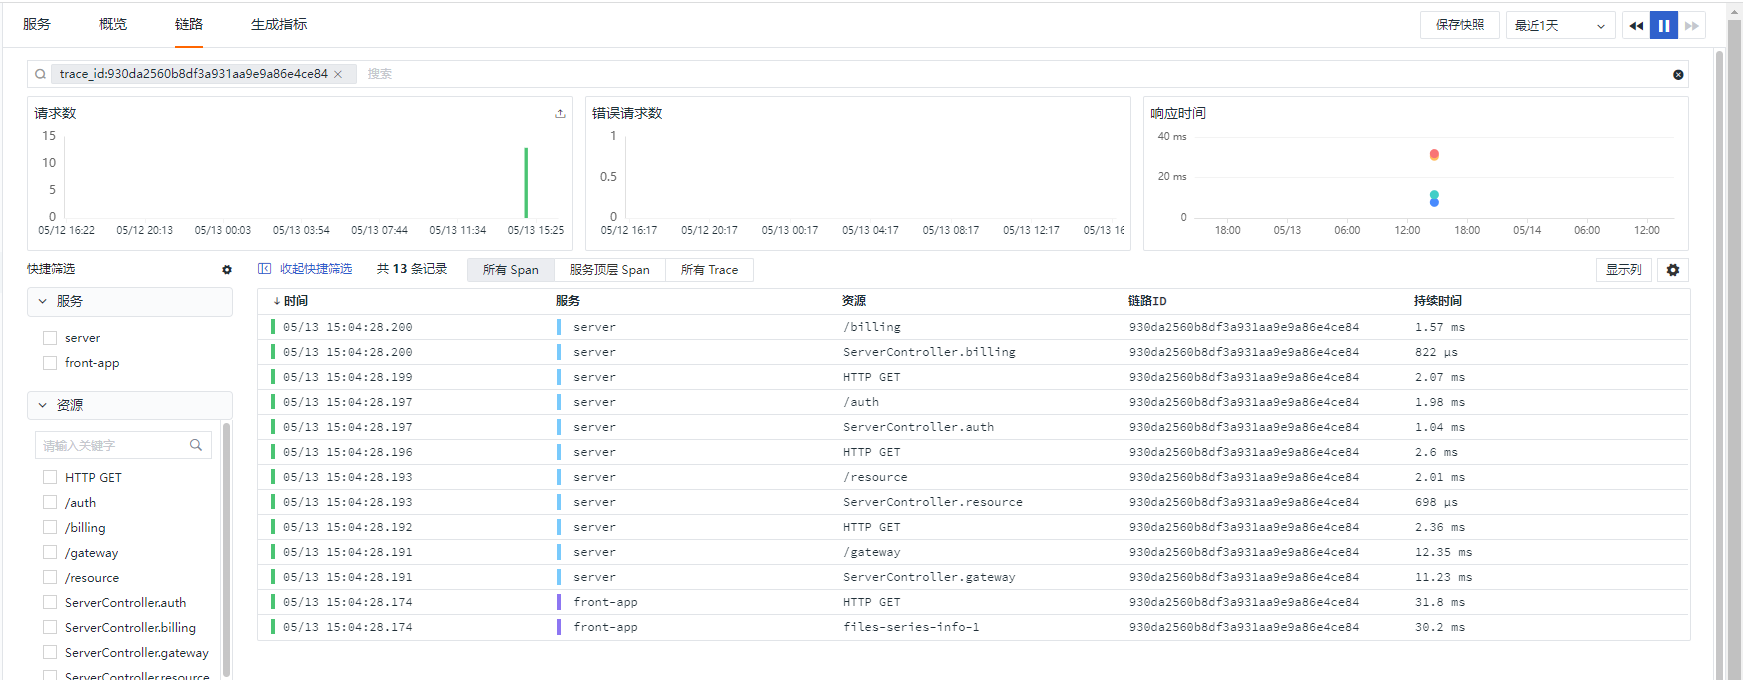 服务 概览 链路 生成指标 保存快照 最近1天
trace_id:930da2560b8df3a931aa9e9a86e4ce84 × 搜索
请求数
15
10
5
0
05/12 16:22 05/12 20:13 05/13 00:03 05/13 03:54 05/13 07:44 05/13 11:34 05/13 15:25
错误请求数
1
0.5
0
05/12 16:17 05/12 20:17 05/13 00:17 05/13 04:17 05/13 08:17 05/13 12:17 05/13 16
响应时间
40 ms
20 ms
0
18:00 05/13 06:00 12:00 18:00 05/14 06:00 12:00
快捷筛选
服务
server
front-app
资源
请输入关键字
HTTP GET
/auth
/billing
/gateway
/resource
ServerController.auth
ServerController.billing
ServerController.gateway
ServerController.resource
收起快捷筛选 共 13 条记录 所有 Span 服务顶层 Span 所有 Trace 显示列
↓时间 服务 资源 链路ID 持续时间
05/13 15:04:28.200 server /billing 930da2560b8df3a931aa9e9a86e4ce84 1.57 ms
05/13 15:04:28.200 server ServerController.billing 930da2560b8df3a931aa9e9a86e4ce84 822 μs
05/13 15:04:28.199 server HTTP GET 930da2560b8df3a931aa9e9a86e4ce84 2.07 ms
05/13 15:04:28.197 server /auth 930da2560b8df3a931aa9e9a86e4ce84 1.98 ms
05/13 15:04:28.197 server ServerController.auth 930da2560b8df3a931aa9e9a86e4ce84 1.04 ms
05/13 15:04:28.196 server HTTP GET 930da2560b8df3a931aa9e9a86e4ce84 2.6 ms
05/13 15:04:28.193 server /resource 930da2560b8df3a931aa9e9a86e4ce84 2.01 ms
05/13 15:04:28.193 server ServerController.resource 930da2560b8df3a931aa9e9a86e4ce84 698 μs
05/13 15:04:28.192 server HTTP GET 930da2560b8df3a931aa9e9a86e4ce84 2.36 ms
05/13 15:04:28.191 server /gateway 930da2560b8df3a931aa9e9a86e4ce84 12.35 ms
05/13 15:04:28.191 server ServerController.gateway 930da2560b8df3a931aa9e9a86e4ce84 11.23 ms
05/13 15:04:28.174 front-app HTTP GET 930da2560b8df3a931aa9e9a86e4ce84 31.8 ms
05/13 15:04:28.174 front-app files-series-info-1 930da2560b8df3a931aa9e9a86e4ce84 30.2 ms